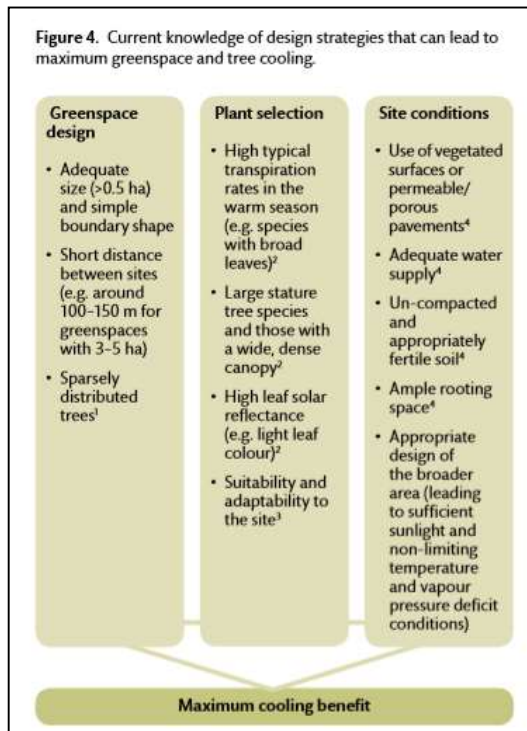 Figure 4. Current knowledge of design strategies that can lead to
maximum greenspace and tree cooling.
Greenspace
design
• Adequate
size (>0.5 ha)
and simple
boundary shape
• Short distance
between sites
(e.g. around
100–150 m for
greenspaces
with 3–5 ha)
• Sparsely
distributed
trees¹
Plant selection
• High typical
transpiration
rates in the
warm season
(e.g. species
with broad
leaves)²
• Large stature
tree species
and those with
a wide, dense
canopy²
• High leaf solar
reflectance
(e.g. light leaf
colour)²
• Suitability and
adaptability to
the site³
Site conditions
• Use of vegetated
surfaces or
permeable/
porous
pavements⁴
• Adequate water
supply⁴
• Un-compacted
and
appropriately
fertile soil⁴
• Ample rooting
space⁴
• Appropriate
design of
the broader
area (leading
to sufficient
sunlight and
non-limiting
temperature
and vapour
pressure deficit
conditions)
Maximum cooling benefit